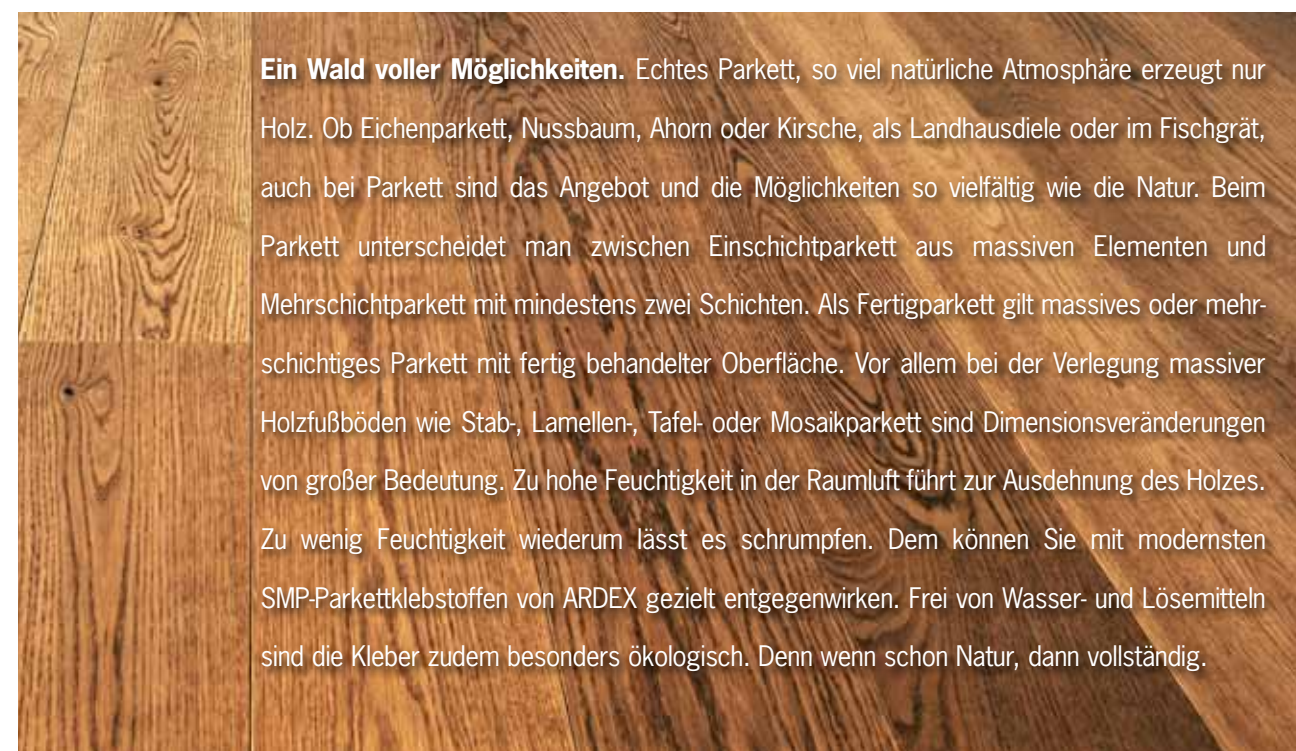 Ein Wald voller Möglichkeiten. Echtes Parkett, so viel natürliche Atmosphäre erzeugt nur
Holz. Ob Eichenparkett, Nussbaum, Ahorn oder Kirsche, als Landhausdiele oder im Fischgrät,
auch bei Parkett sind das Angebot und die Möglichkeiten so vielfältig wie die Natur. Beim
Parkett unterscheidet man zwischen Einschichtparkett aus massiven Elementen und
Mehrschichtparkett mit mindestens zwei Schichten. Als Fertigparkett gilt massives oder mehr-
schichtiges Parkett mit fertig behandelter Oberfläche. Vor allem bei der Verlegung massiver
Holzfußböden wie Stab-, Lamellen-, Tafel- oder Mosaikparkett sind Dimensionsveränderungen
von großer Bedeutung. Zu hohe Feuchtigkeit in der Raumluft führt zur Ausdehnung des Holzes.
Zu wenig Feuchtigkeit wiederum lässt es schrumpfen. Dem können Sie mit modernsten
SMP-Parkettklebstoffen von ARDEX gezielt entgegenwirken. Frei von Wasser- und Lösemitteln
sind die Kleber zudem besonders ökologisch. Denn wenn schon Natur, dann vollständig.